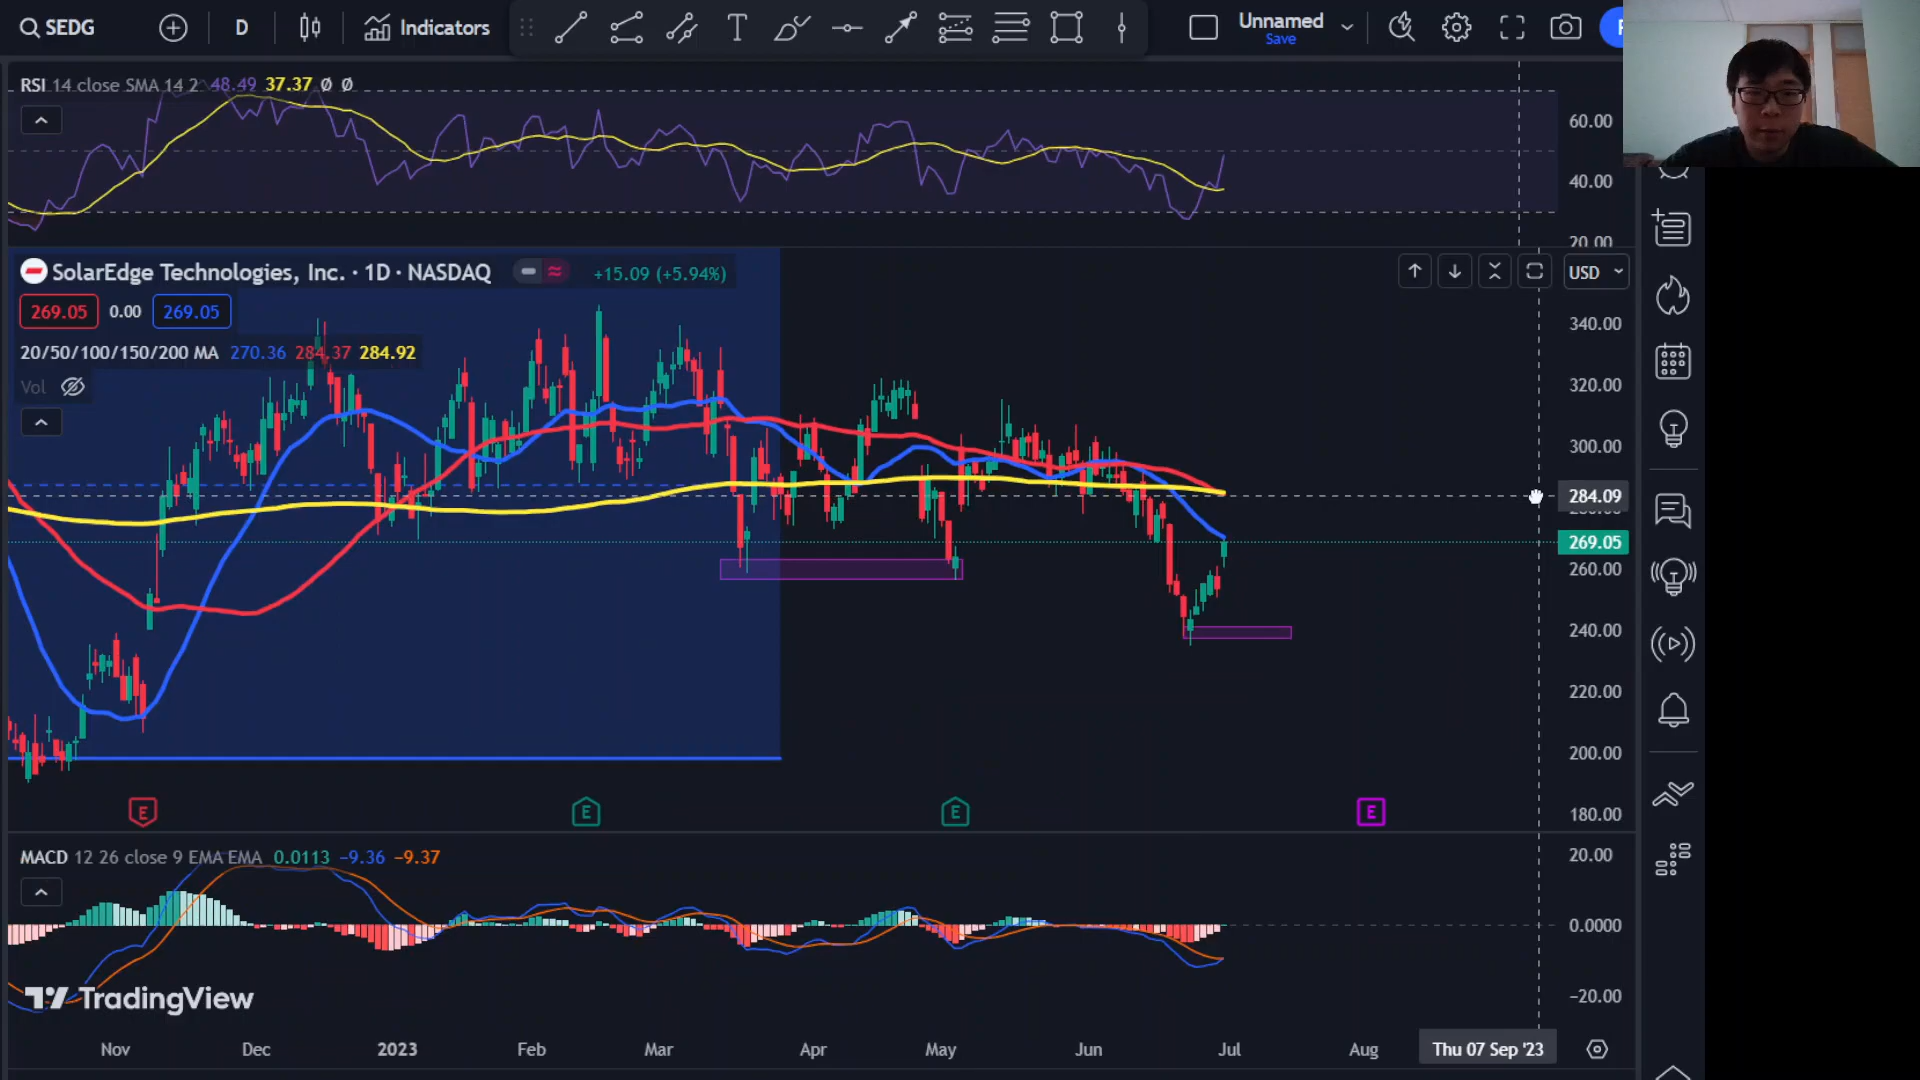 SEDG
D
Indicators
T
Unnamed
Save
RSI 14 close SMA 14 2 48.49 37.37 Ø Ø
60.00
40.00
20.00
SolarEdge Technologies, Inc. · 1D · NASDAQ
+15.09 (+5.94%)
USD
269.05 0.00 269.05
20/50/100/150/200 MA 270.36 284.37 284.92
Vol
340.00
320.00
300.00
284.09
280.00
269.05
260.00
240.00
220.00
200.00
180.00
E
E
E
E
MACD 12 26 close 9 EMA EMA 0.0113 −9.36 −9.37
20.00
0.0000
−20.00
TradingView
Nov Dec 2023 Feb Mar Apr May Jun Jul Aug Thu 07 Sep '23